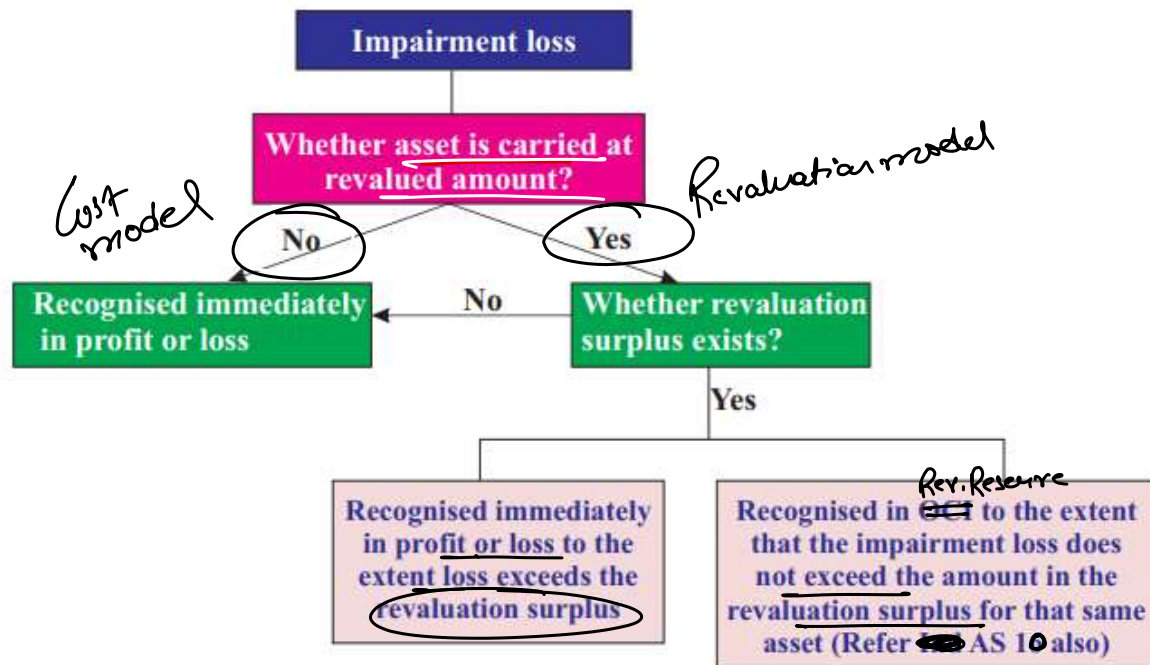 Impairment loss
Whether asset is carried at
revalued amount?
Cost
model
Revaluation model
No
Yes
Recognised immediately
in profit or loss
No
Whether revaluation
surplus exists?
Yes
Recognised immediately
in profit or loss to the
extent loss exceeds the
revaluation surplus
Rev. Reserve
Recognised in OCI to the extent
that the impairment loss does
not exceed the amount in the
revaluation surplus for that same
asset (Refer AS 10 also)